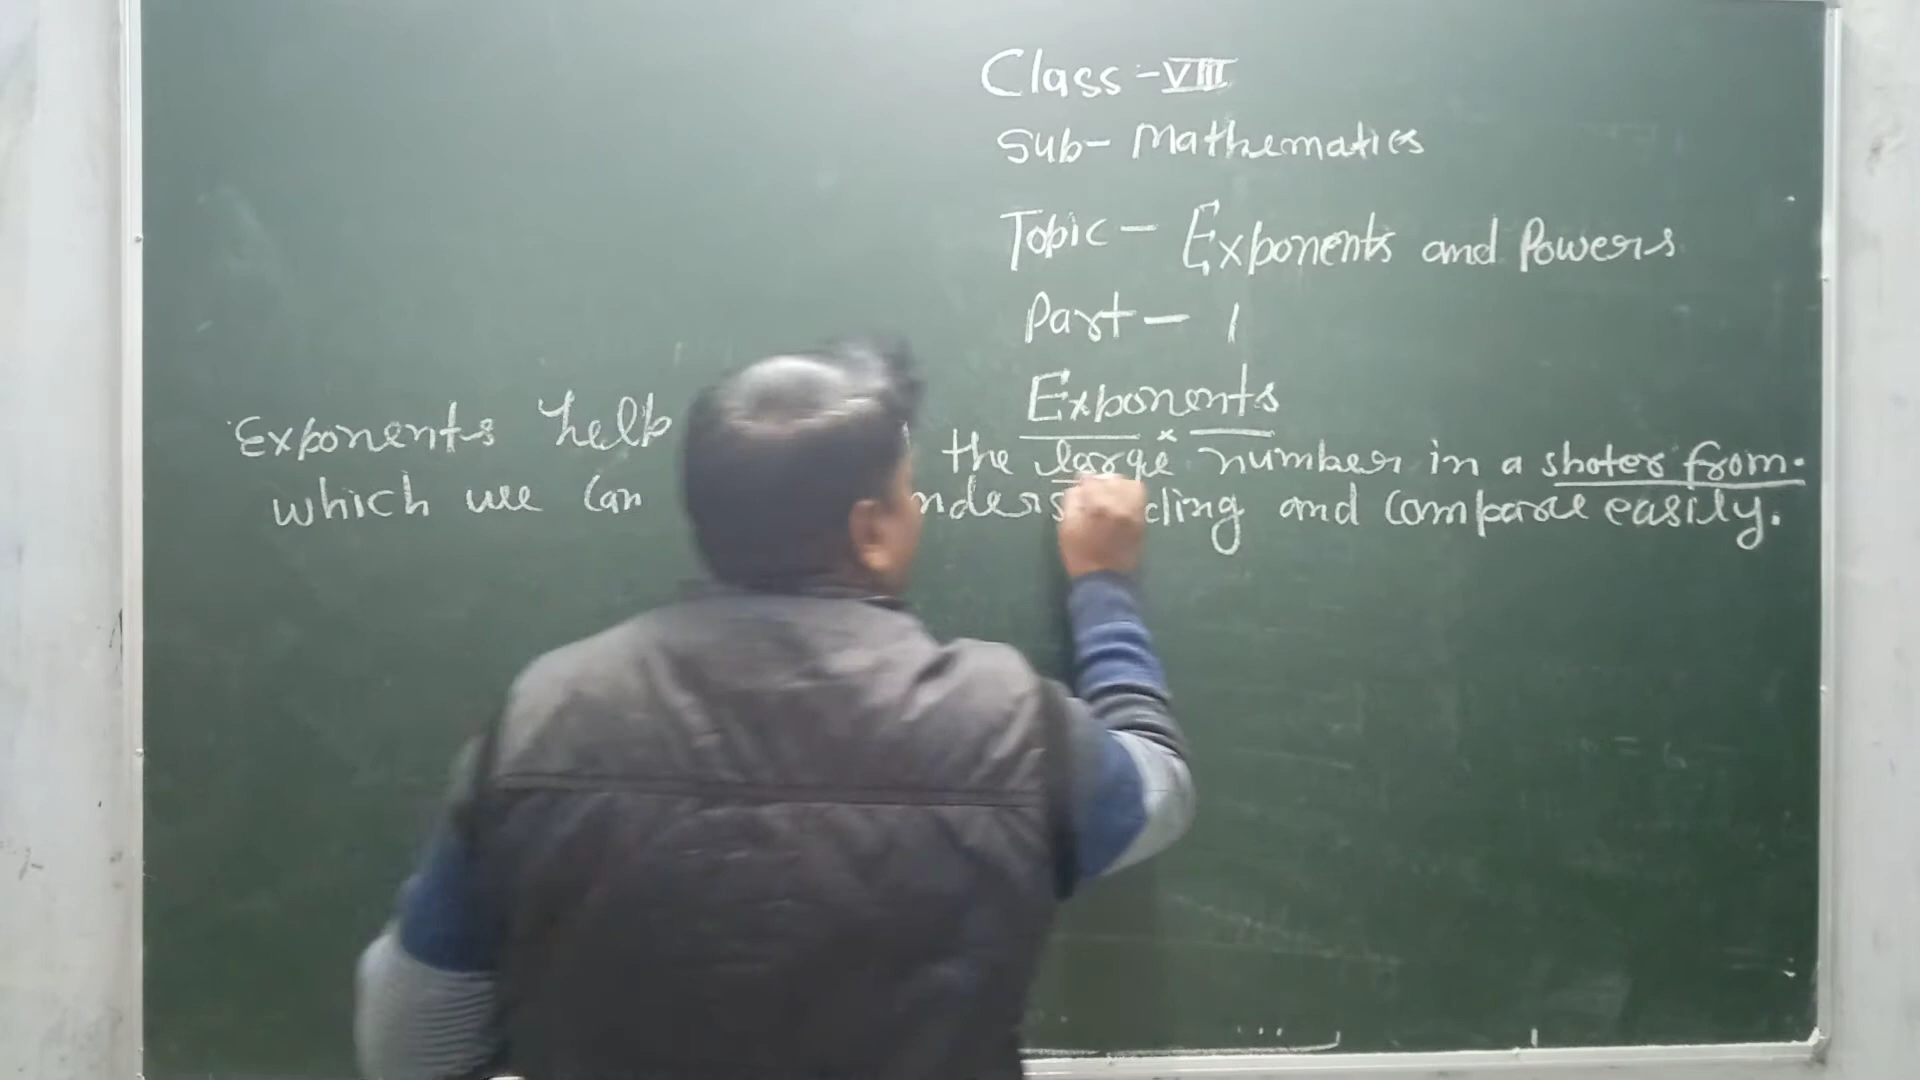 Class - VIII
Sub - Mathematics
Topic - Exponents and Powers
Part - 1
Exponents
Exponents help the large number in a shoter from.
which we can and compare easily.